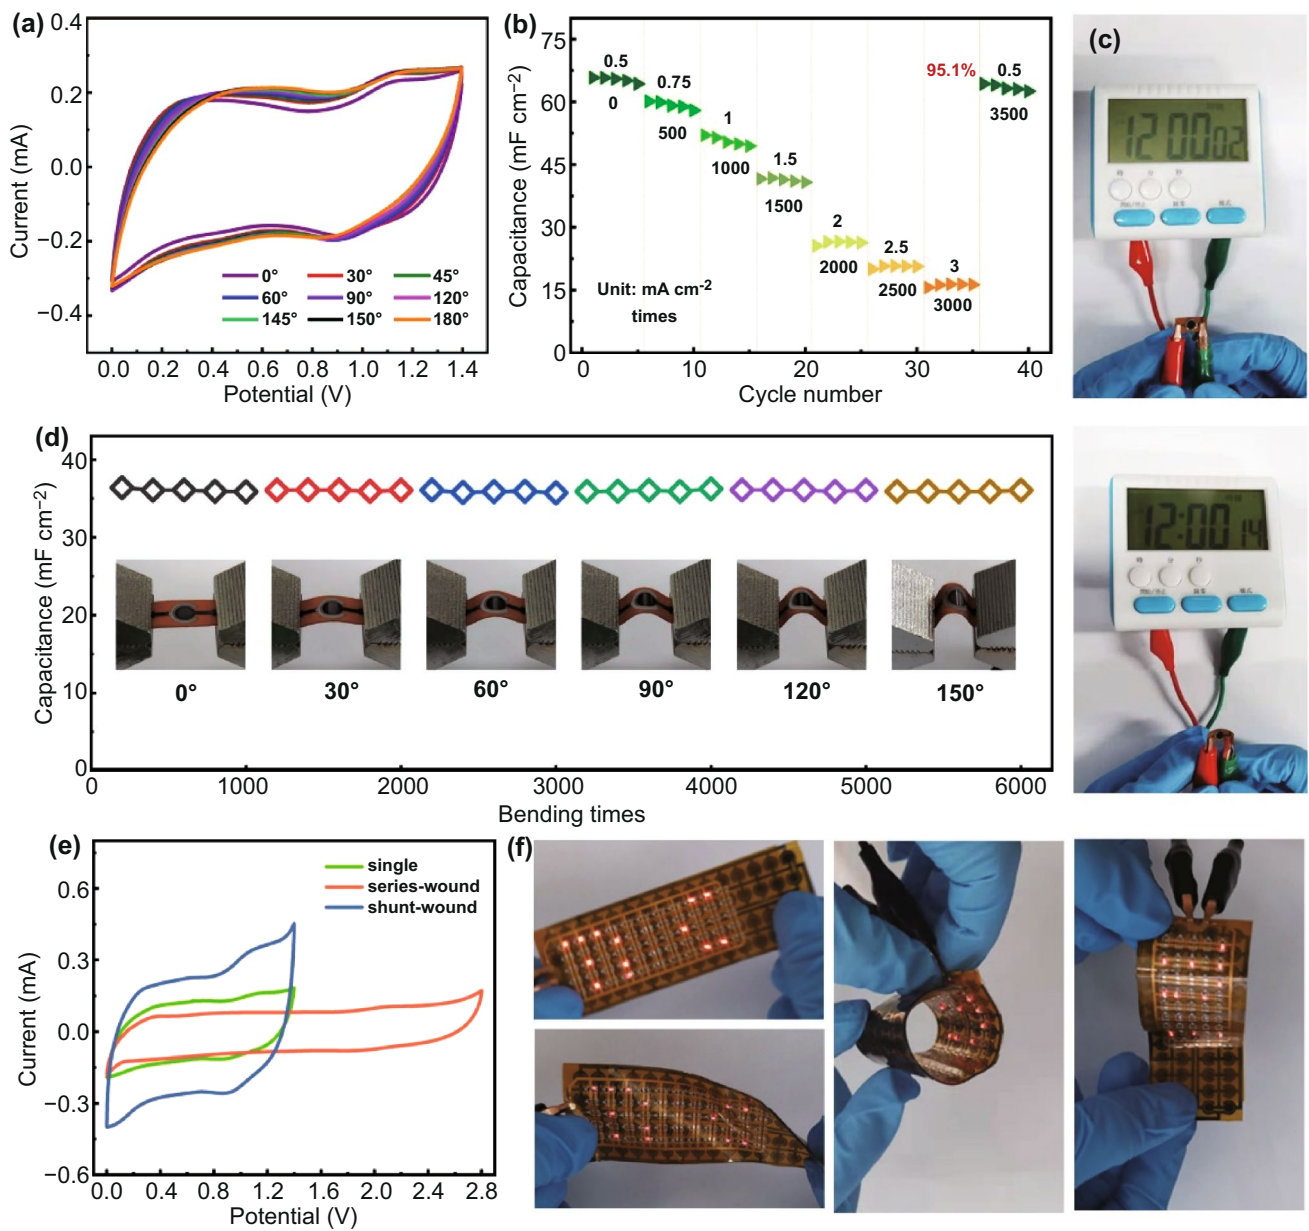 (a)
0.4
0.2
0.0
−0.2
−0.4
Current (mA)
0° 30° 45°
60° 90° 120°
145° 150° 180°
0.0 0.2 0.4 0.6 0.8 1.0 1.2 1.4
Potential (V)
(b)
75
60
45
30
15
0
Capacitance (mF cm⁻²)
0.5
0
0.75
500
1
1000
1.5
1500
2
2000
2.5
2500
3
3000
95.1%
0.5
3500
Unit: mA cm⁻²
times
0 10 20 30 40
Cycle number
(c)
12 00 02
12:00 14
(d)
40
30
20
10
0
Capacitance (mF cm⁻²)
0° 30° 60° 90° 120° 150°
0 1000 2000 3000 4000 5000 6000
Bending times
(e)
0.6
0.3
0.0
−0.3
−0.6
Current (mA)
single
series-wound
shunt-wound
0.0 0.4 0.8 1.2 1.6 2.0 2.4 2.8
Potential (V)
(f)